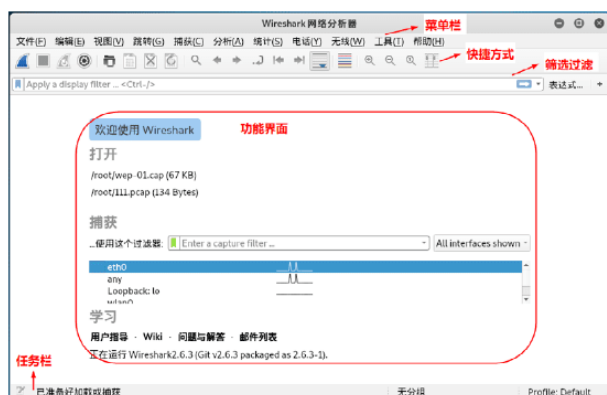 Wireshark 网络分析器
菜单栏
文件(F) 编辑(E) 视图(V) 跳转(G) 捕获(C) 分析(A) 统计(S) 电话(Y) 无线(W) 工具(T) 帮助(H)
快捷方式
筛选过滤
Apply a display filter ... <Ctrl-/> 表达式... +
欢迎使用 Wireshark
功能界面
打开
/root/wep-01.cap (67 KB)
/root/111.pcap (134 Bytes)
捕获
...使用这个过滤器: Enter a capture filter ... All interfaces shown
eth0
any
Loopback: lo
wlan0
学习
用户指导 · Wiki · 问题与解答 · 邮件列表
正在运行 Wireshark2.6.3 (Git v2.6.3 packaged as 2.6.3-1).
任务栏
已准备好加载或捕获 无分组 Profile: Default